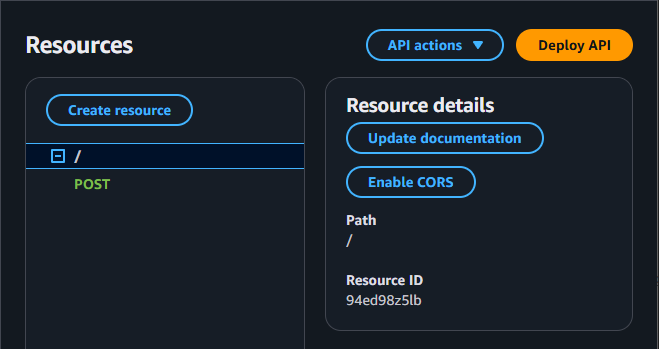 Resources
API actions
Deploy API
Create resource
/
POST
Resource details
Update documentation
Enable CORS
Path
/
Resource ID
94ed98z5lb